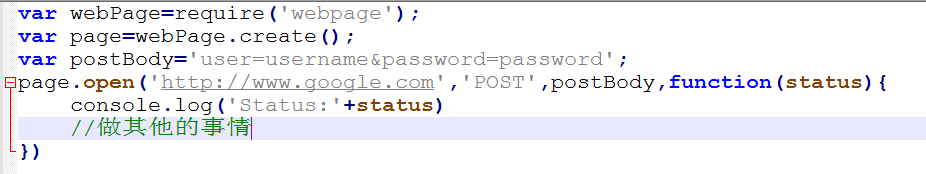 var webPage=require('webpage');
var page=webPage.create();
var postBody='user=username&password=password';
page.open('http://www.google.com','POST',postBody,function(status){
    console.log('Status:'+status)
    //做其他的事情
})